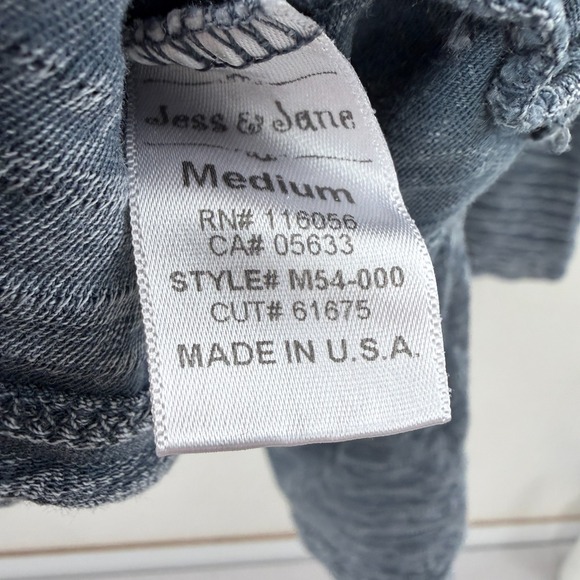 Jess & Jane
Medium
RN# 116056
CA# 05633
STYLE# M54-000
CUT# 61675
MADE IN U.S.A.